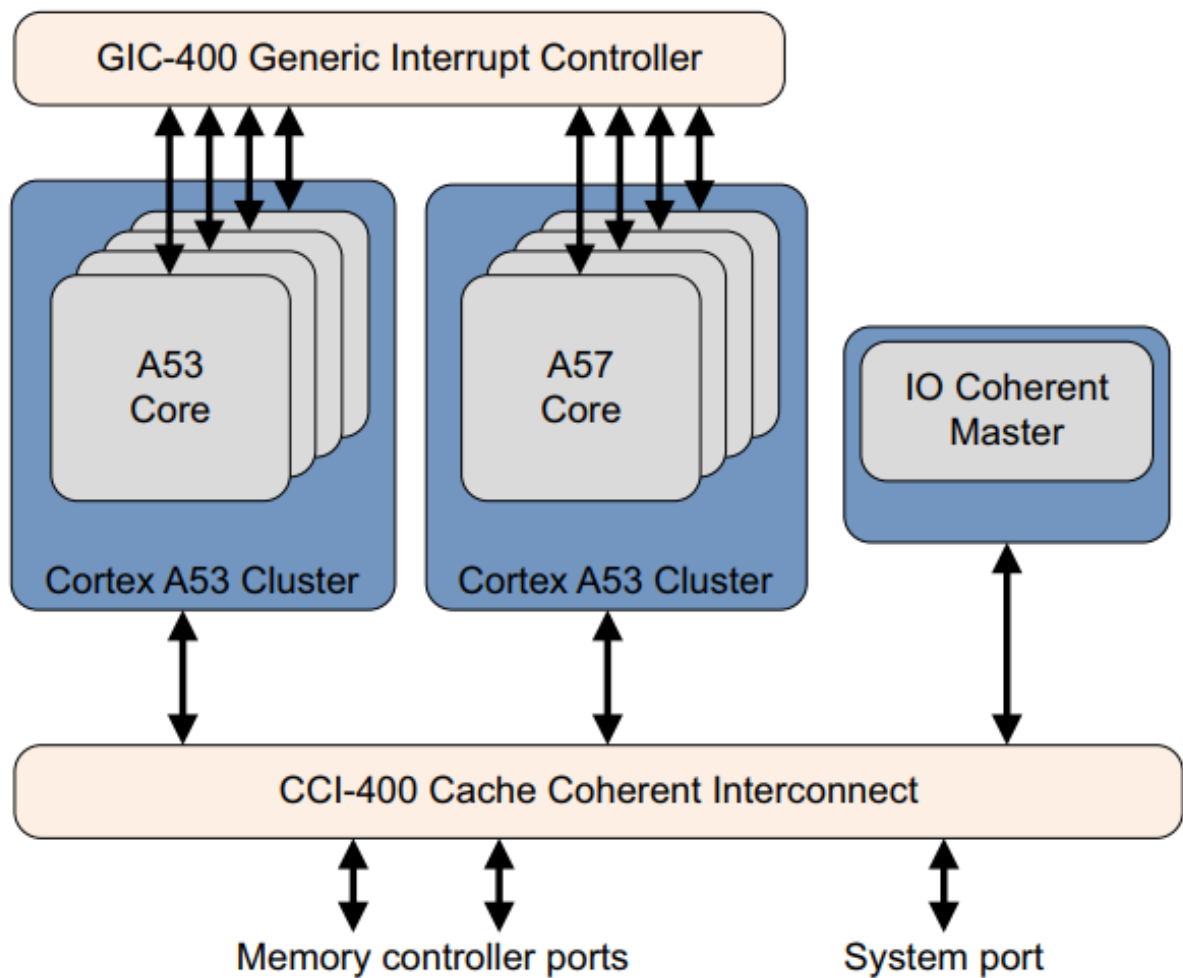 GIC-400 Generic Interrupt Controller
A53
Core
A57
Core
IO Coherent
Master
Cortex A53 Cluster
Cortex A53 Cluster
CCI-400 Cache Coherent Interconnect
Memory controller ports
System port